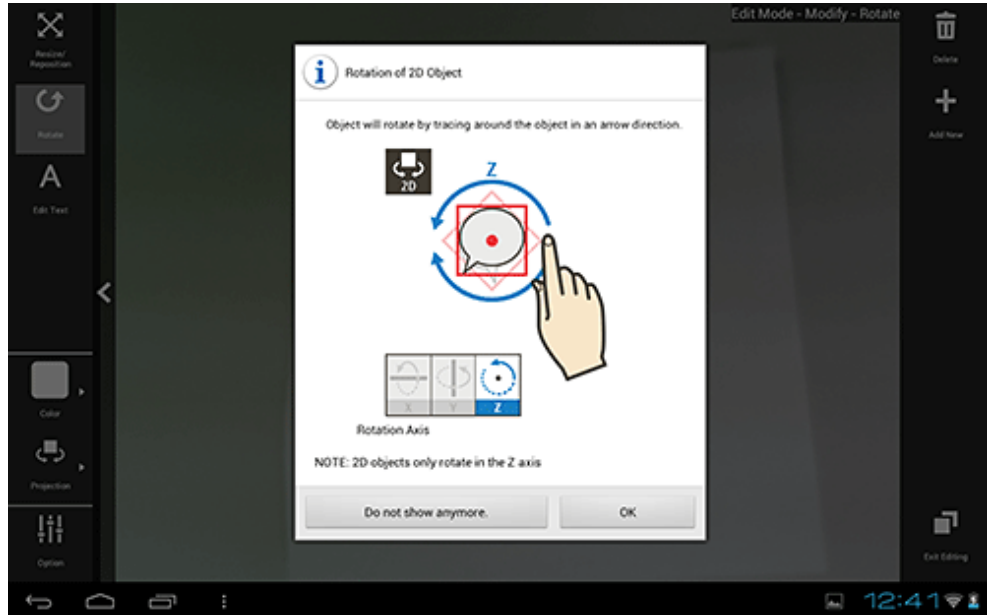 Edit Mode - Modify - Rotate
Resize/
Reposition
Rotate
Edit Text
Color
Projection
Option
Rotation of 2D Object
Object will rotate by tracing around the object in an arrow direction.
2D
Z
X Y Z
Rotation Axis
NOTE: 2D objects only rotate in the Z axis
Do not show anymore.
OK
Delete
Add New
Exit Editing
12:41